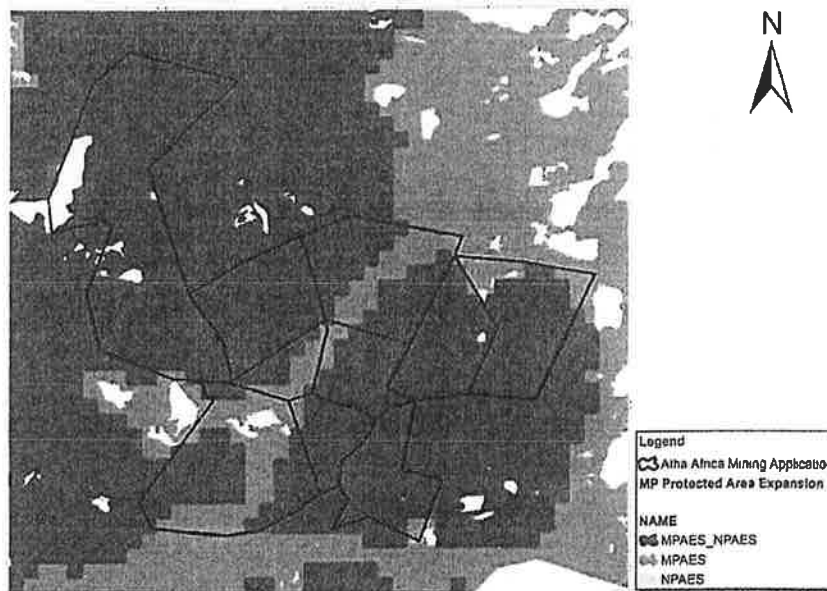 N
Legend
Atha Africa Mining Applicatio
MP Protected Area Expansion
NAME
MPAES_NPAES
MPAES
NPAES